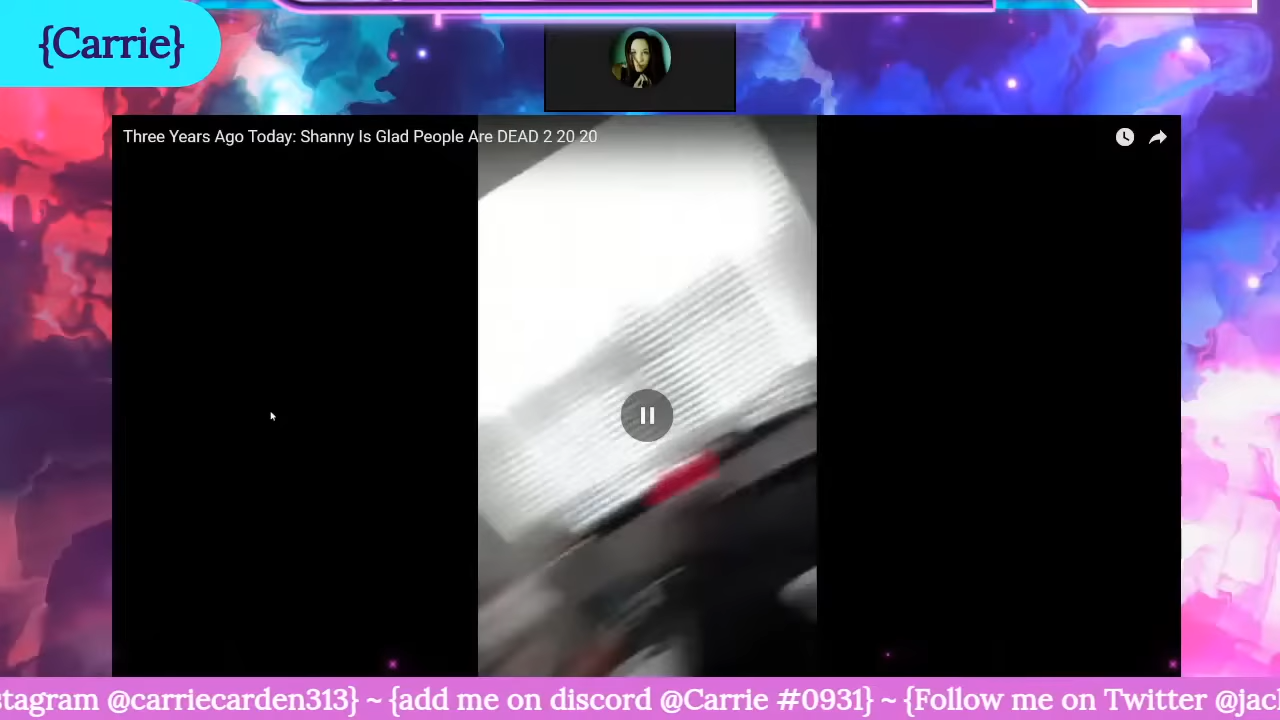 {Carrie}
Three Years Ago Today: Shanny Is Glad People Are DEAD 2 20 20
stagram @carriecarden313} ~ {add me on discord @Carrie #0931} ~ {Follow me on Twitter @jac